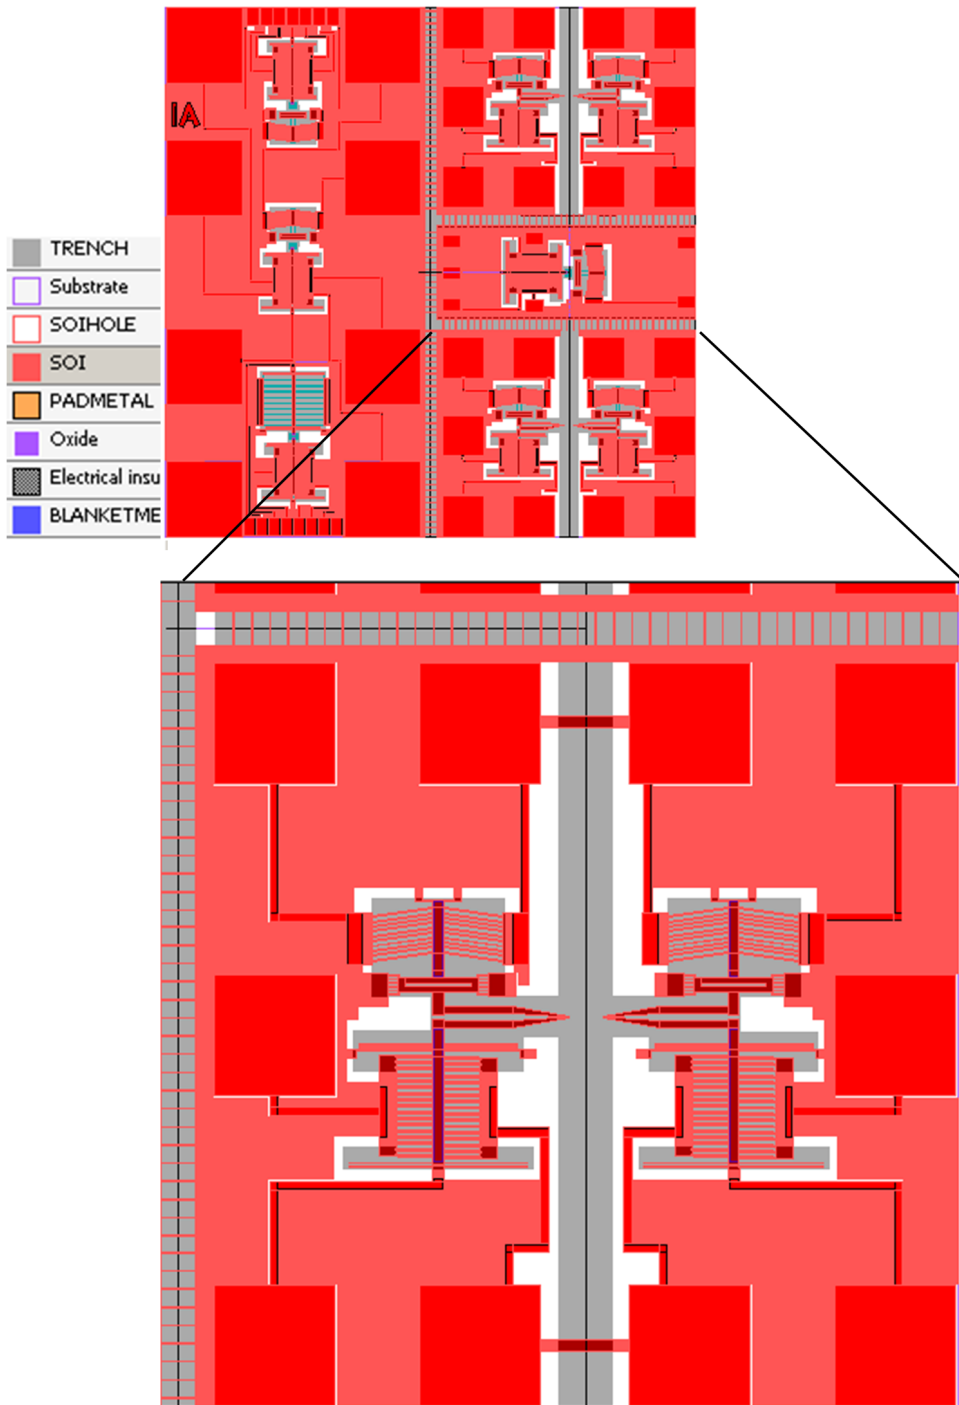 IA
TRENCH
Substrate
SOIHOLE
SOI
PADMETAL
Oxide
Electrical insu
BLANKETME